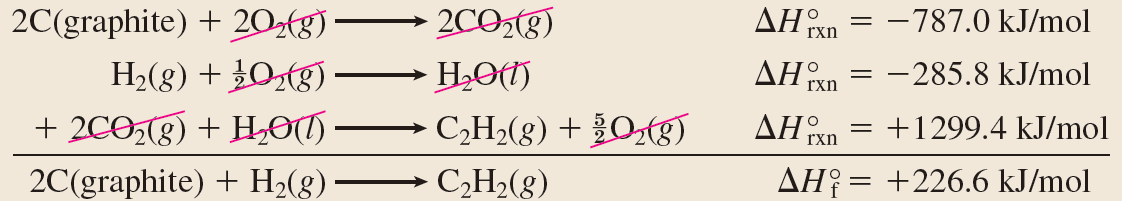 2C(graphite) + 2O₂(g) ⟶ 2CO₂(g) ΔH°rxn = −787.0 kJ/mol
H₂(g) + ½O₂(g) ⟶ H₂O(l) ΔH°rxn = −285.8 kJ/mol
+ 2CO₂(g) + H₂O(l) ⟶ C₂H₂(g) + 5/2O₂(g) ΔH°rxn = +1299.4 kJ/mol
2C(graphite) + H₂(g) ⟶ C₂H₂(g) ΔH°f = +226.6 kJ/mol